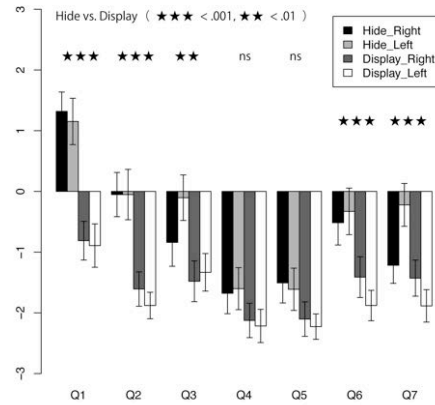 Hide vs. Display ( ★★★ < .001, ★★ < .01 )
★★★ ★★★ ★★ ns ns
Hide_Right
Hide_Left
Display_Right
Display_Left
★★★ ★★★
3
2
1
0
−1
−2
−3
Q1 Q2 Q3 Q4 Q5 Q6 Q7